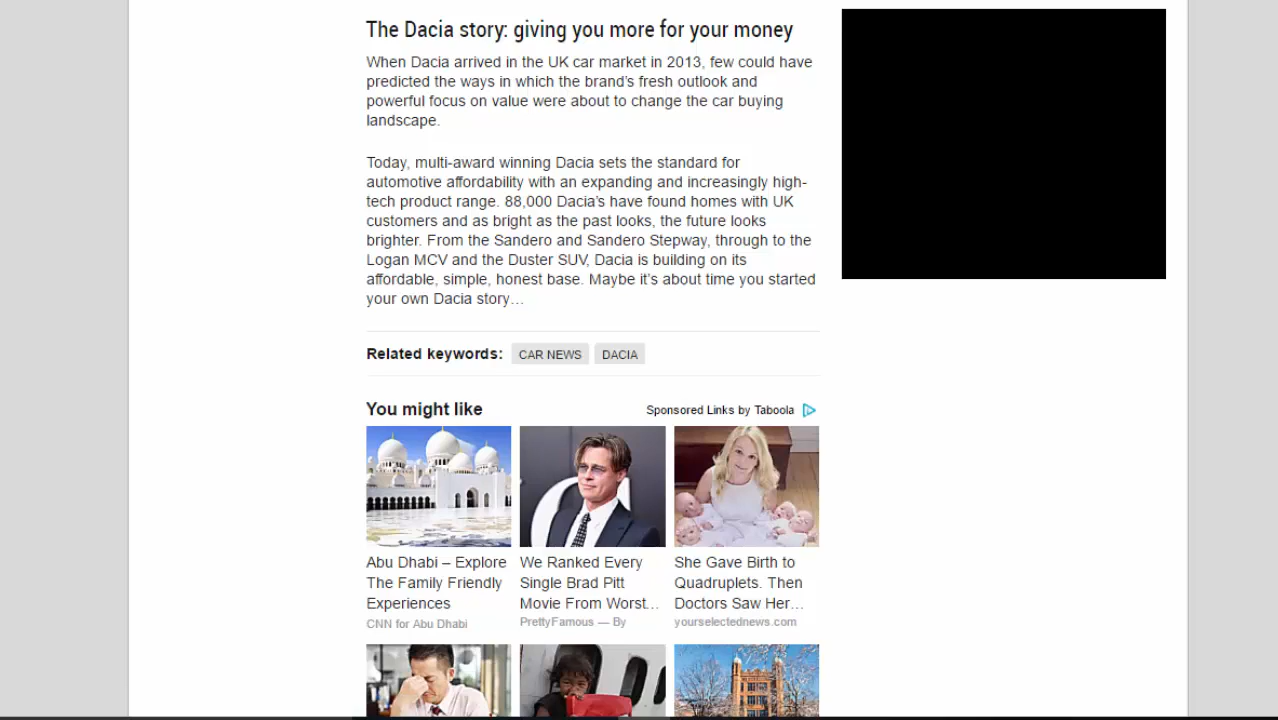 The Dacia story: giving you more for your money
When Dacia arrived in the UK car market in 2013, few could have
predicted the ways in which the brand's fresh outlook and
powerful focus on value were about to change the car buying
landscape.
Today, multi-award winning Dacia sets the standard for
automotive affordability with an expanding and increasingly high-
tech product range. 88,000 Dacia's have found homes with UK
customers and as bright as the past looks, the future looks
brighter. From the Sandero and Sandero Stepway, through to the
Logan MCV and the Duster SUV, Dacia is building on its
affordable, simple, honest base. Maybe it's about time you started
your own Dacia story…
Related keywords: CAR NEWS DACIA
You might like Sponsored Links by Taboola
Abu Dhabi – Explore
The Family Friendly
Experiences
CNN for Abu Dhabi
We Ranked Every
Single Brad Pitt
Movie From Worst…
PrettyFamous — By
She Gave Birth to
Quadruplets. Then
Doctors Saw Her…
yourselectednews.com